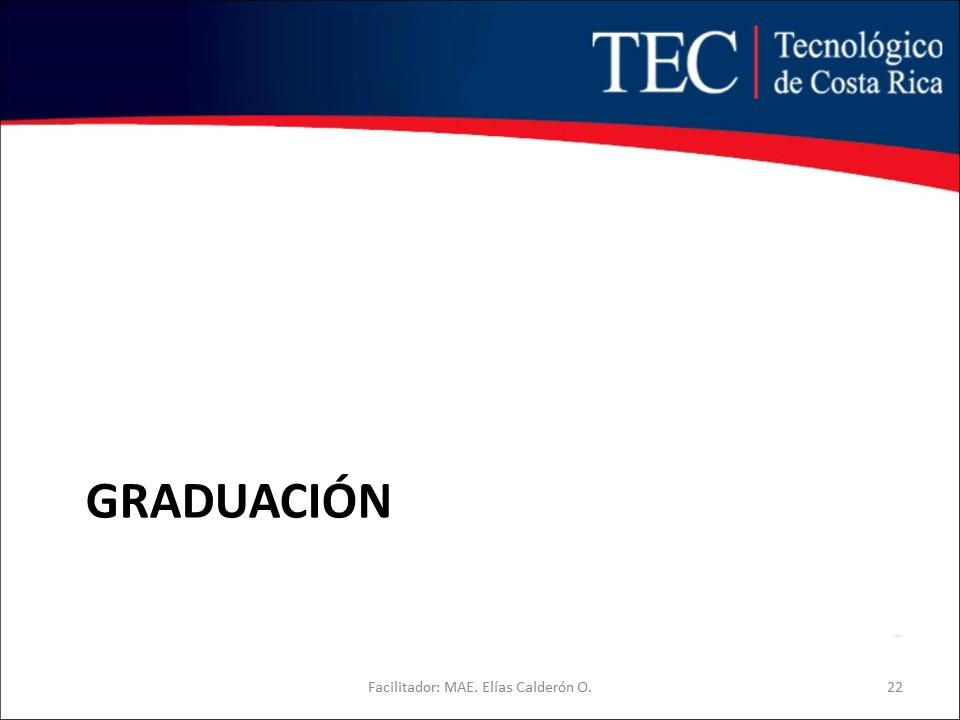 TEC
Tecnológico
de Costa Rica
GRADUACIÓN
Facilitador: MAE. Elías Calderón O.
22